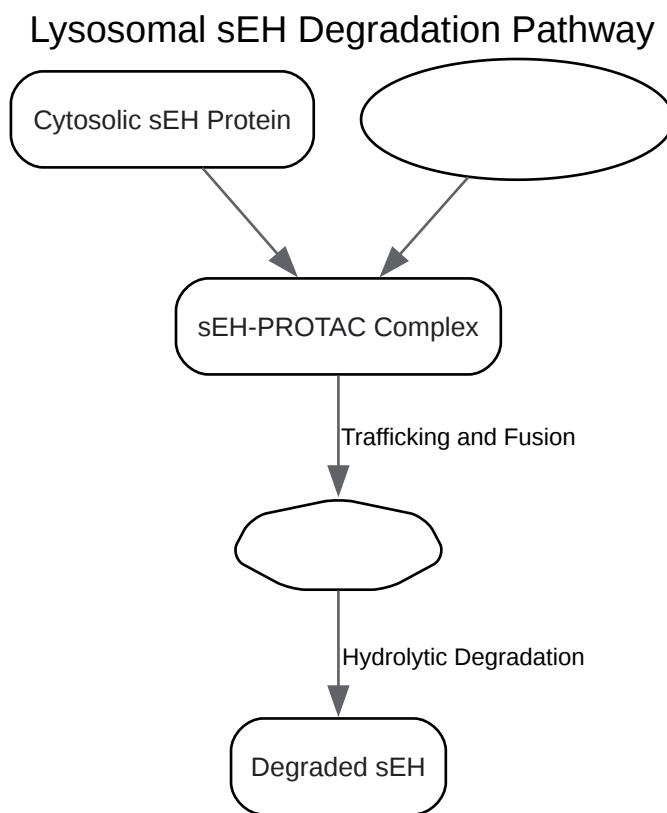 Lysosomal sEH Degradation Pathway
Cytosolic sEH Protein
sEH-PROTAC Complex
Trafficking and Fusion
Hydrolytic Degradation
Degraded sEH